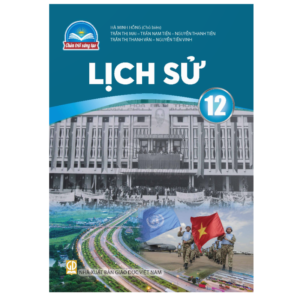 HÀ MINH HỒNG (Chủ biên)
TRẦN THỊ MAI – TRẦN NAM TIẾN – NGUYỄN THANH TIẾN
TRẦN THỊ THANH VÂN – NGUYỄN TIẾN VINH
Chân trời sáng tạo
LỊCH SỬ
12
NHÀ XUẤT BẢN GIÁO DỤC VIỆT NAM